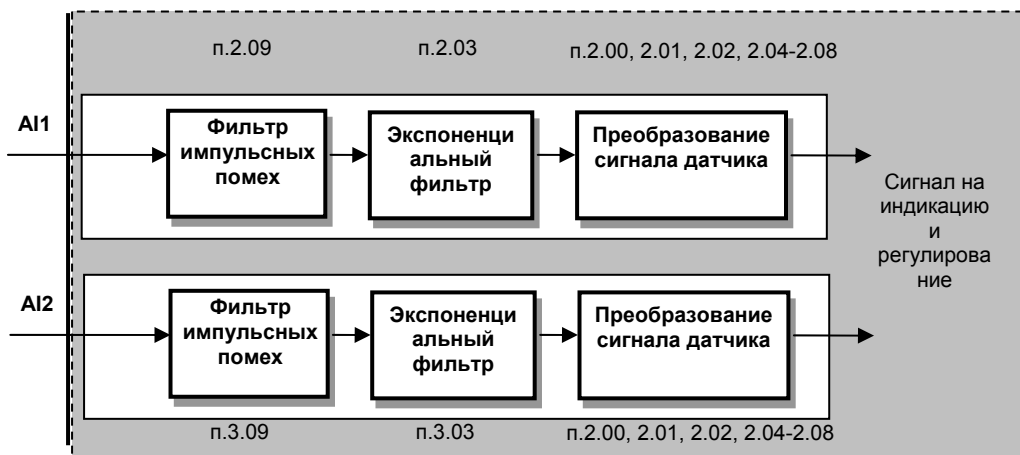 п.2.09 п.2.03 п.2.00, 2.01, 2.02, 2.04-2.08
AI1
Фильтр
импульсных
помех
Экспоненци
альный
фильтр
Преобразование
сигнала датчика
Сигнал на
индикацию
и
регулирова
ние
AI2
Фильтр
импульсных
помех
Экспоненци
альный
фильтр
Преобразование
сигнала датчика
п.3.09 п.3.03 п.2.00, 2.01, 2.02, 2.04-2.08